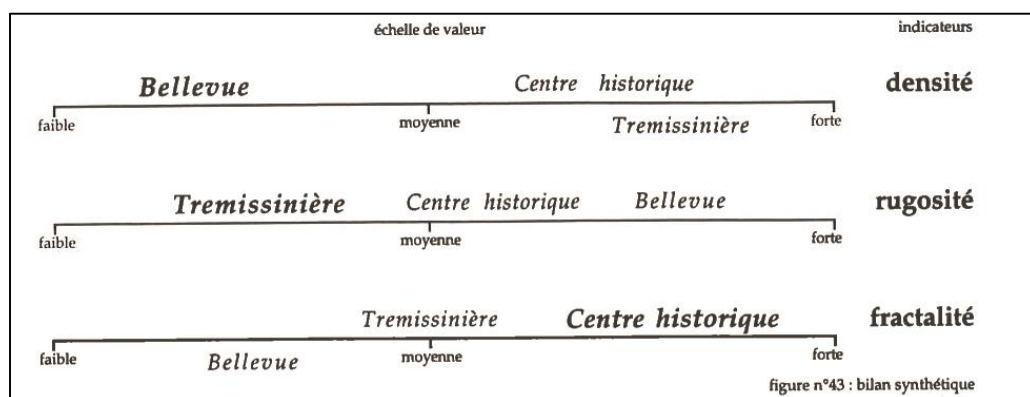 échelle de valeur indicateurs
Bellevue Centre historique densité
faible moyenne Tremissinière forte
Tremissinière Centre historique Bellevue rugosité
faible moyenne forte
Tremissinière Centre historique fractalité
faible Bellevue moyenne forte
figure n°43 : bilan synthétique